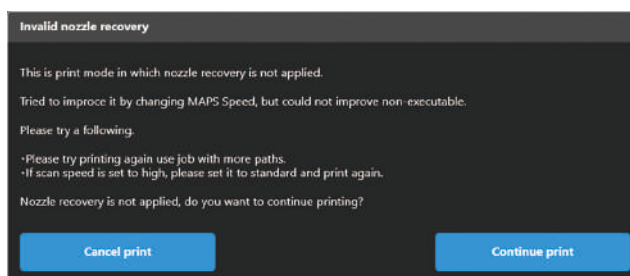 Invalid nozzle recovery
This is print mode in which nozzle recovery is not applied.
Tried to improce it by changing MAPS Speed, but could not improve non-executable.
Please try a following.
・Please try printing again use job with more paths.
・If scan speed is set to high, please set it to standard and print again.
Nozzle recovery is not applied, do you want to continue printing?
Cancel print
Continue print